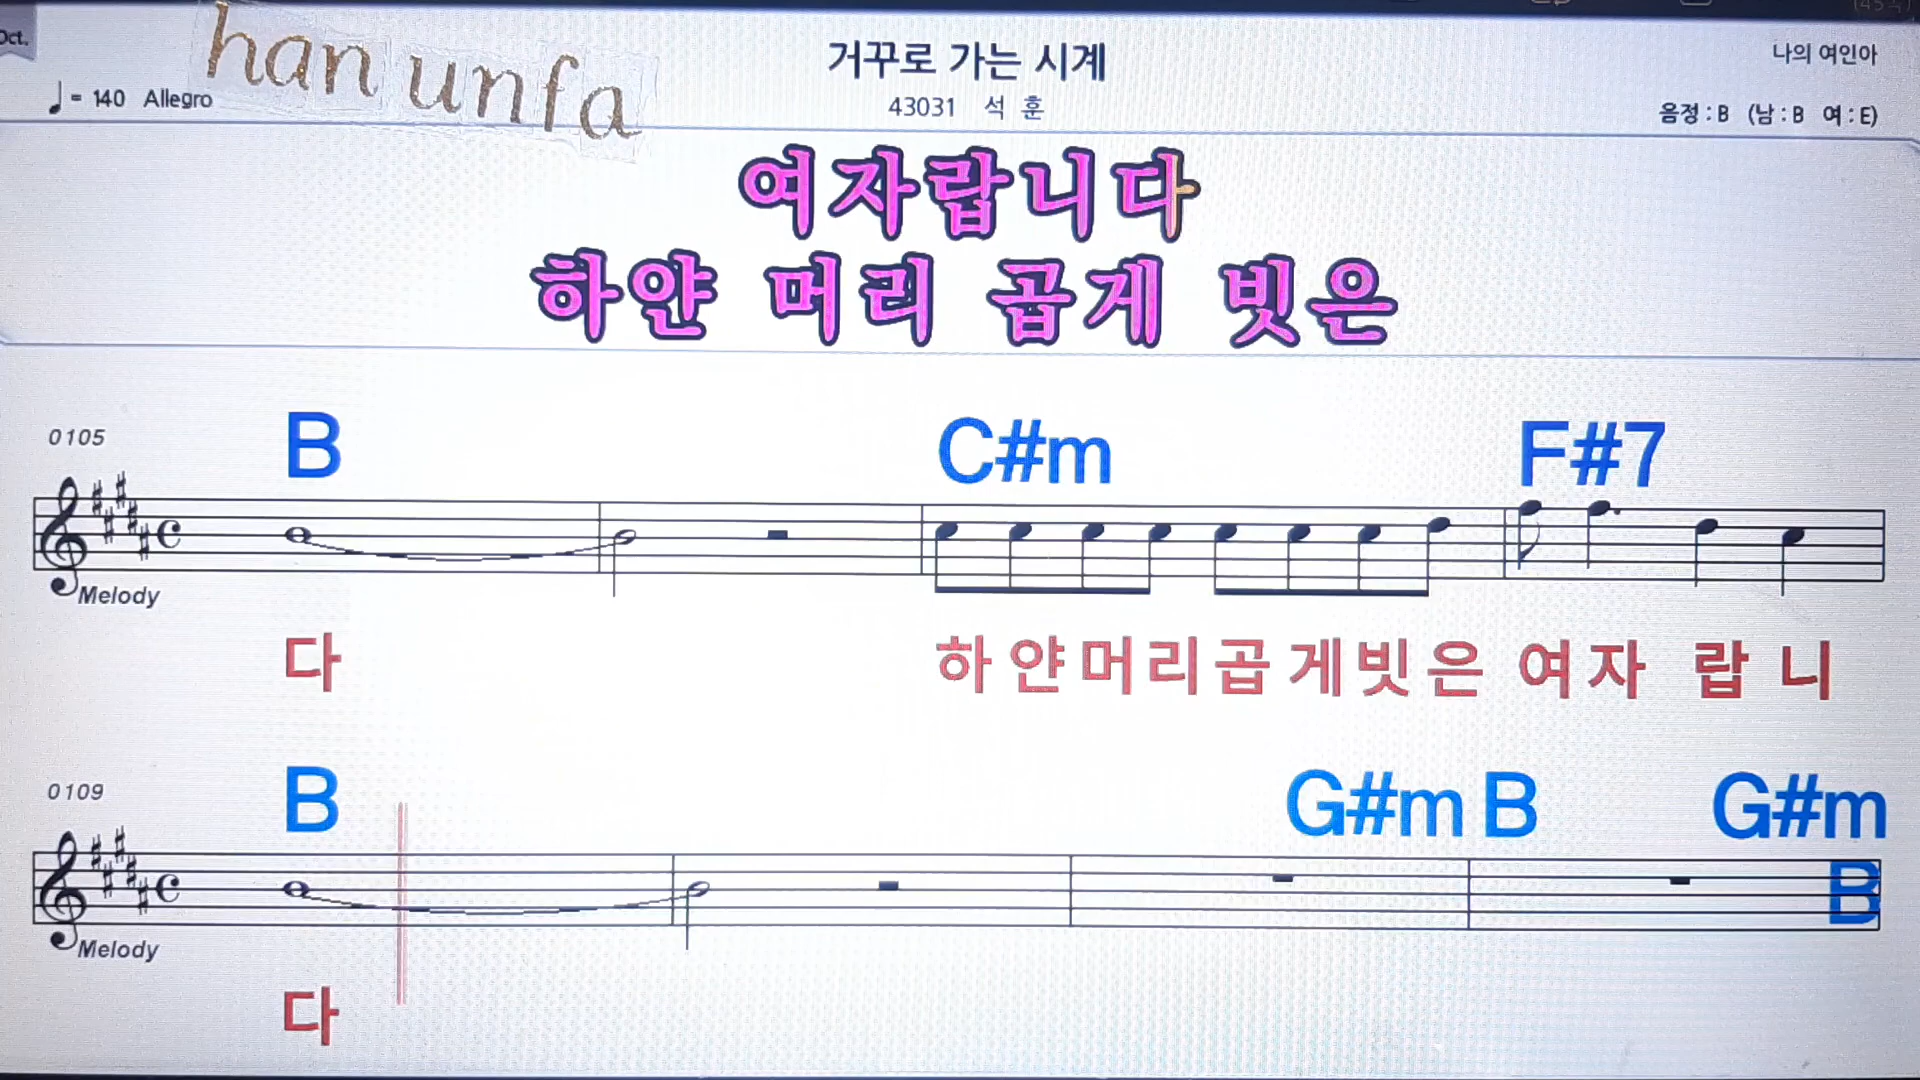 Oct.
han unfa
거꾸로 가는 시계
나의 여인아
♩= 140 Allegro
43031 석 훈
음정 : B (남 : B 여 : E)
여자랍니다
하얀 머리 곱게 빗은
0105
B C#m F#7
Melody
다 하얀머리곱게빗은 여자 랍 니
0109
B G#m B G#m
B
Melody
다